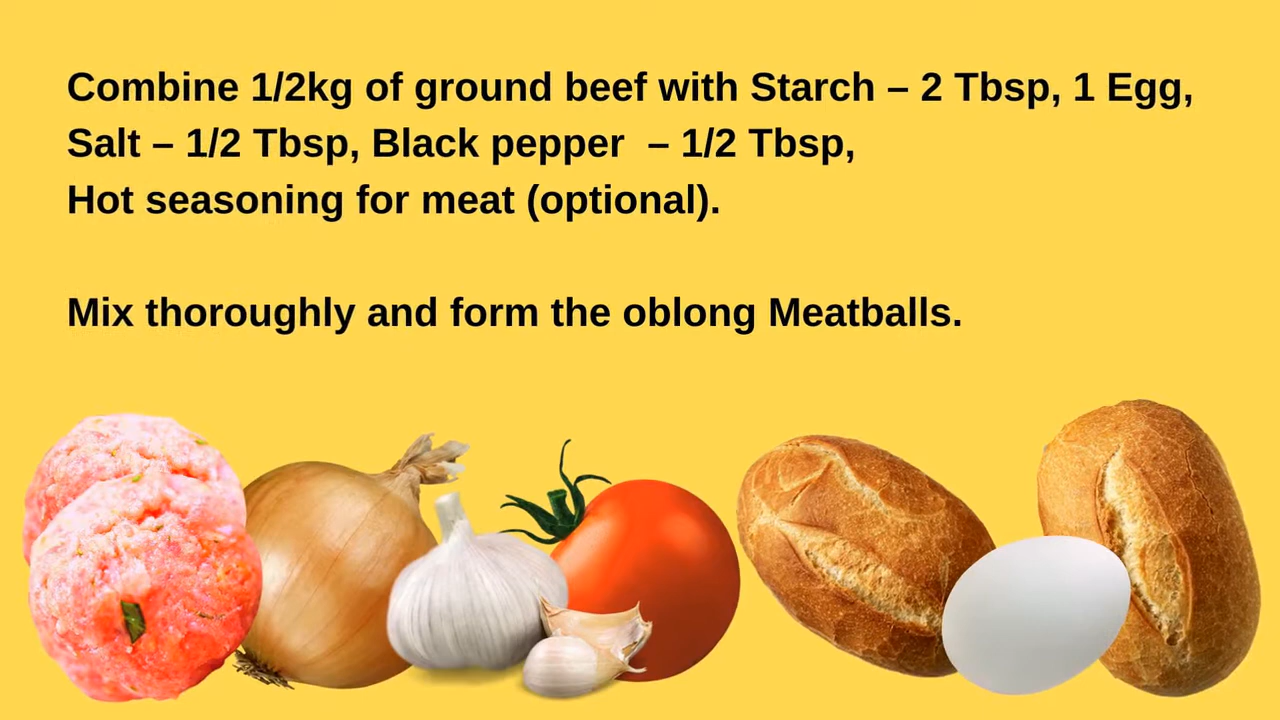 Combine 1/2kg of ground beef with Starch – 2 Tbsp, 1 Egg,
Salt – 1/2 Tbsp, Black pepper  – 1/2 Tbsp,
Hot seasoning for meat (optional).
Mix thoroughly and form the oblong Meatballs.